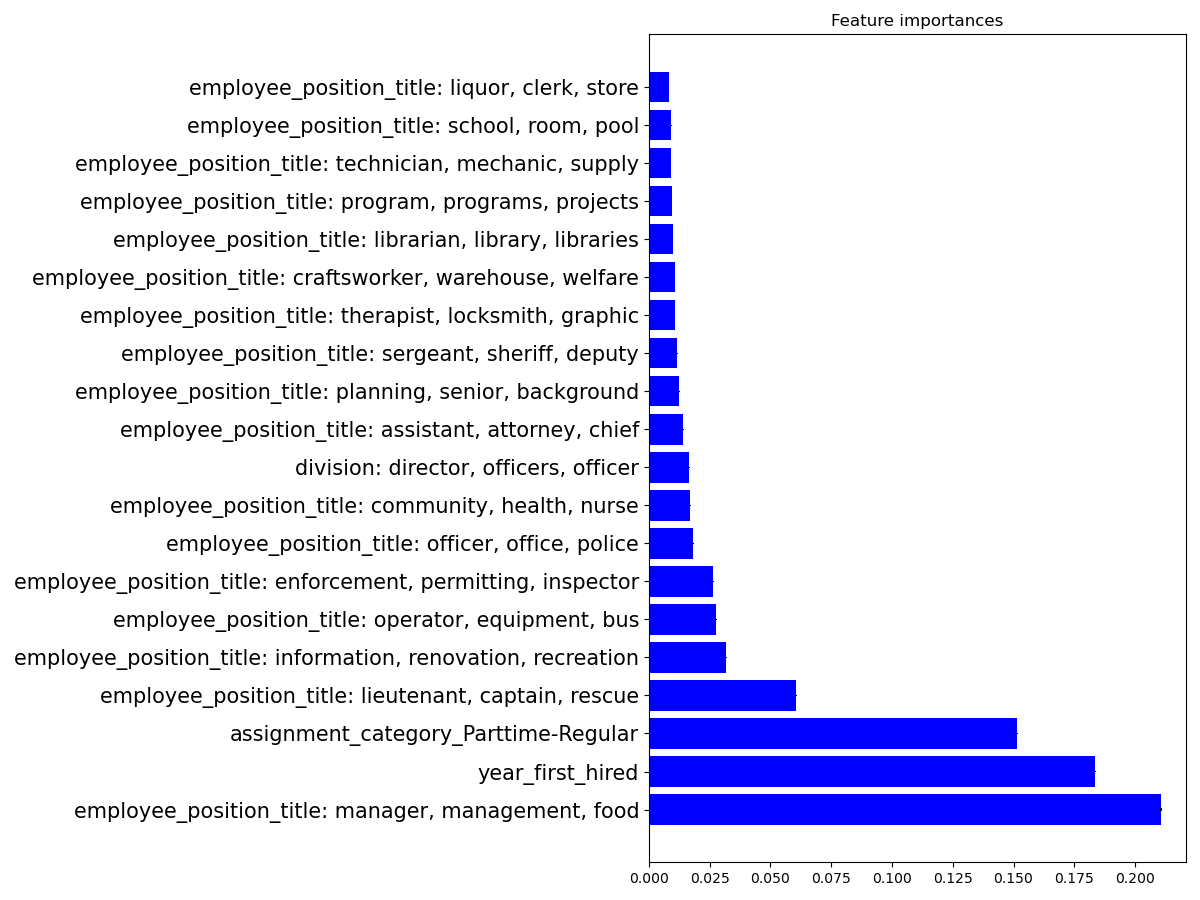 Feature importances
employee_position_title: liquor, clerk, store
employee_position_title: school, room, pool
employee_position_title: technician, mechanic, supply
employee_position_title: program, programs, projects
employee_position_title: librarian, library, libraries
employee_position_title: craftsworker, warehouse, welfare
employee_position_title: therapist, locksmith, graphic
employee_position_title: sergeant, sheriff, deputy
employee_position_title: planning, senior, background
employee_position_title: assistant, attorney, chief
division: director, officers, officer
employee_position_title: community, health, nurse
employee_position_title: officer, office, police
employee_position_title: enforcement, permitting, inspector
employee_position_title: operator, equipment, bus
employee_position_title: information, renovation, recreation
employee_position_title: lieutenant, captain, rescue
assignment_category_Parttime-Regular
year_first_hired
employee_position_title: manager, management, food
0.000 0.025 0.050 0.075 0.100 0.125 0.150 0.175 0.200